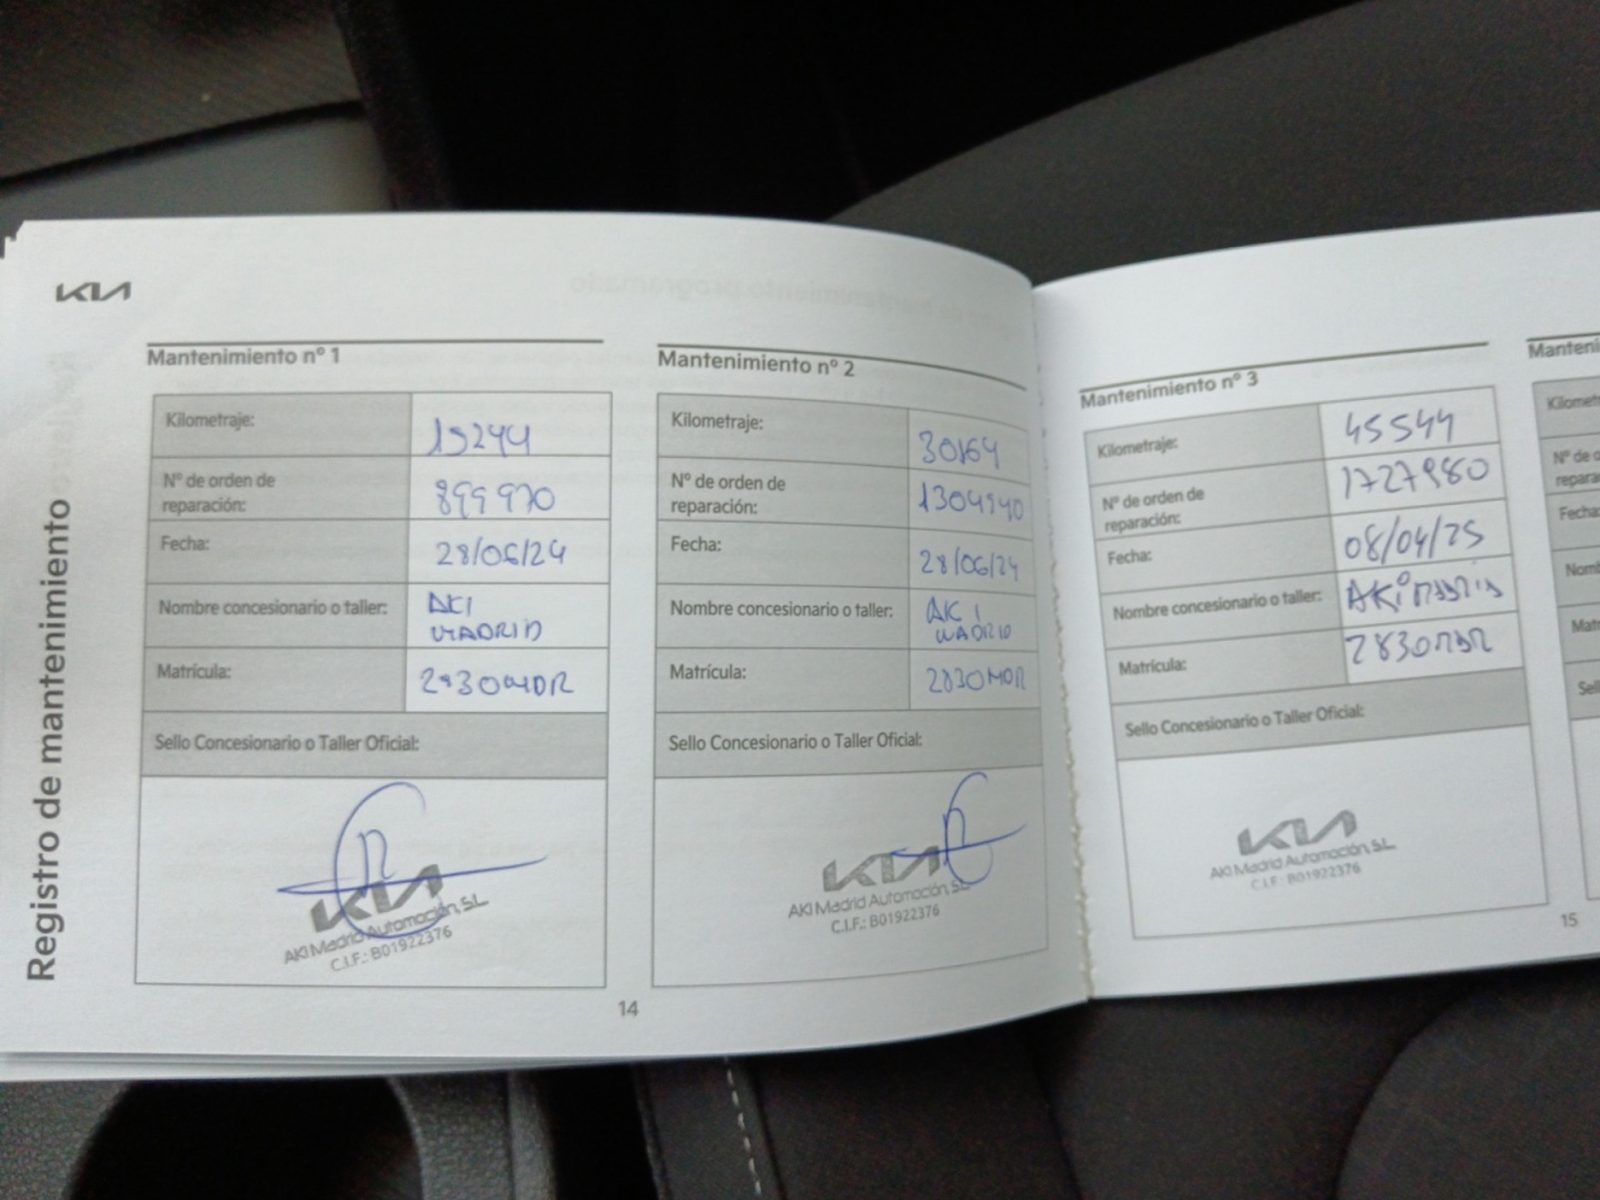 KIA
Registro de mantenimiento
Mantenimiento nº 1
Kilometraje: 15244
Nº de orden de
reparación: 899970
Fecha: 28/06/24
Nombre concesionario o taller: AKI
MADRID
Matrícula: 2830MDR
Sello Concesionario o Taller Oficial:
KIA
AKI Madrid Automoción, S.L.
C.I.F.: B01922376
Mantenimiento nº 2
Kilometraje: 30164
Nº de orden de
reparación: 1304940
Fecha: 28/06/24
Nombre concesionario o taller: AKI
MADRID
Matrícula: 2830MDR
Sello Concesionario o Taller Oficial:
KIA
AKI Madrid Automoción, S.L.
C.I.F.: B01922376
14
Mantenimiento nº 3
Kilometraje: 45544
Nº de orden de
reparación: 1727980
Fecha: 08/04/25
Nombre concesionario o taller: AKI MADRID
Matrícula: 2830MDR
Sello Concesionario o Taller Oficial:
KIA
AKI Madrid Automoción, S.L.
C.I.F.: B01922376
15